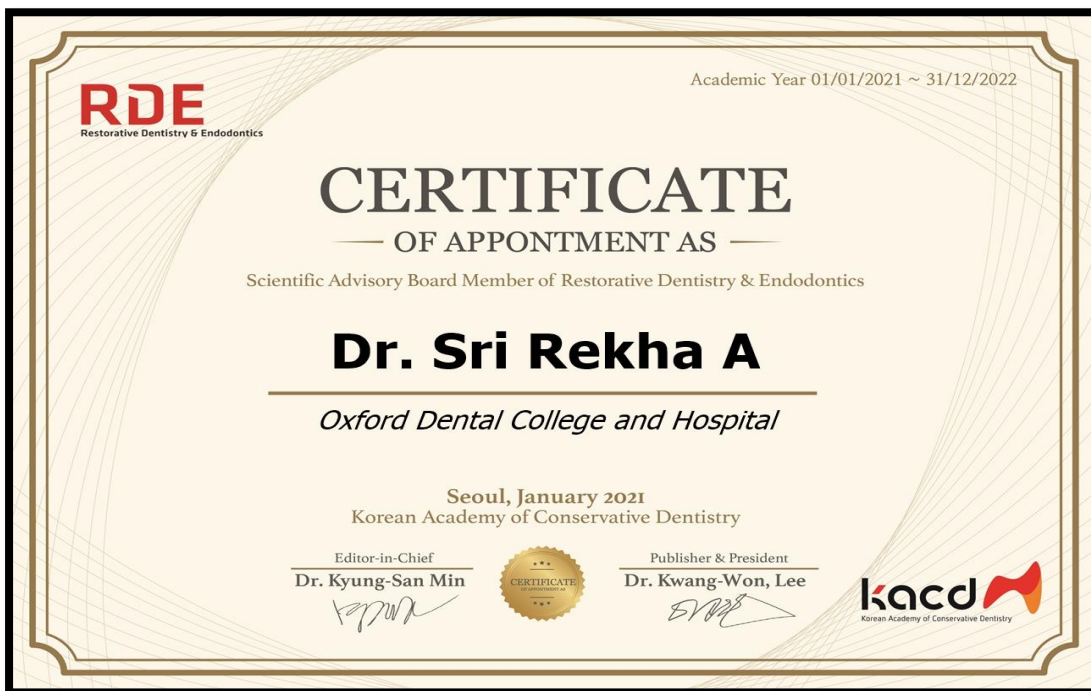 RDE
Restorative Dentistry & Endodontics
Academic Year 01/01/2021 ~ 31/12/2022
CERTIFICATE
OF APPONTMENT AS
Scientific Advisory Board Member of Restorative Dentistry & Endodontics
Dr. Sri Rekha A
Oxford Dental College and Hospital
Seoul, January 2021
Korean Academy of Conservative Dentistry
Editor-in-Chief
Dr. Kyung-San Min
CERTIFICATE
OF APPOINTMENT AS
Publisher & President
Dr. Kwang-Won, Lee
kacd
Korean Academy of Conservative Dentistry